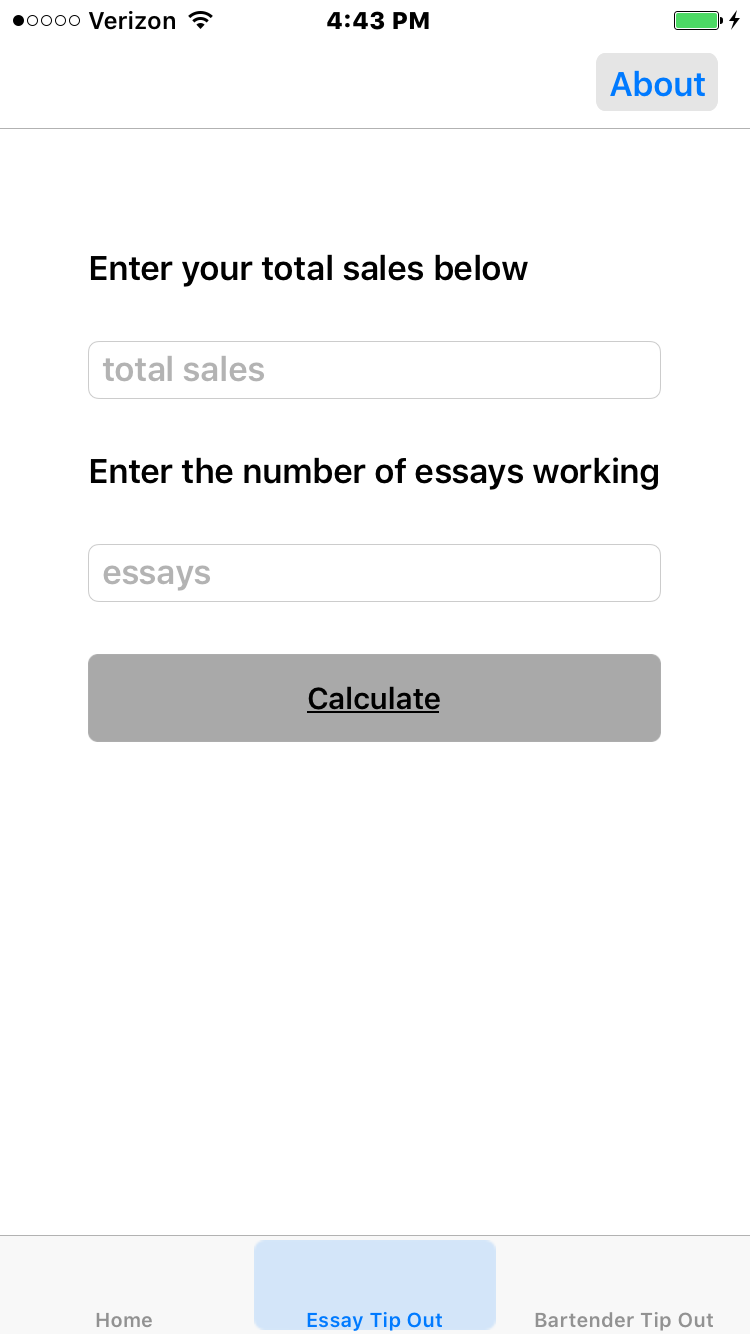 Verizon 4:43 PM
About
Enter your total sales below
total sales
Enter the number of essays working
essays
Calculate
Home Essay Tip Out Bartender Tip Out